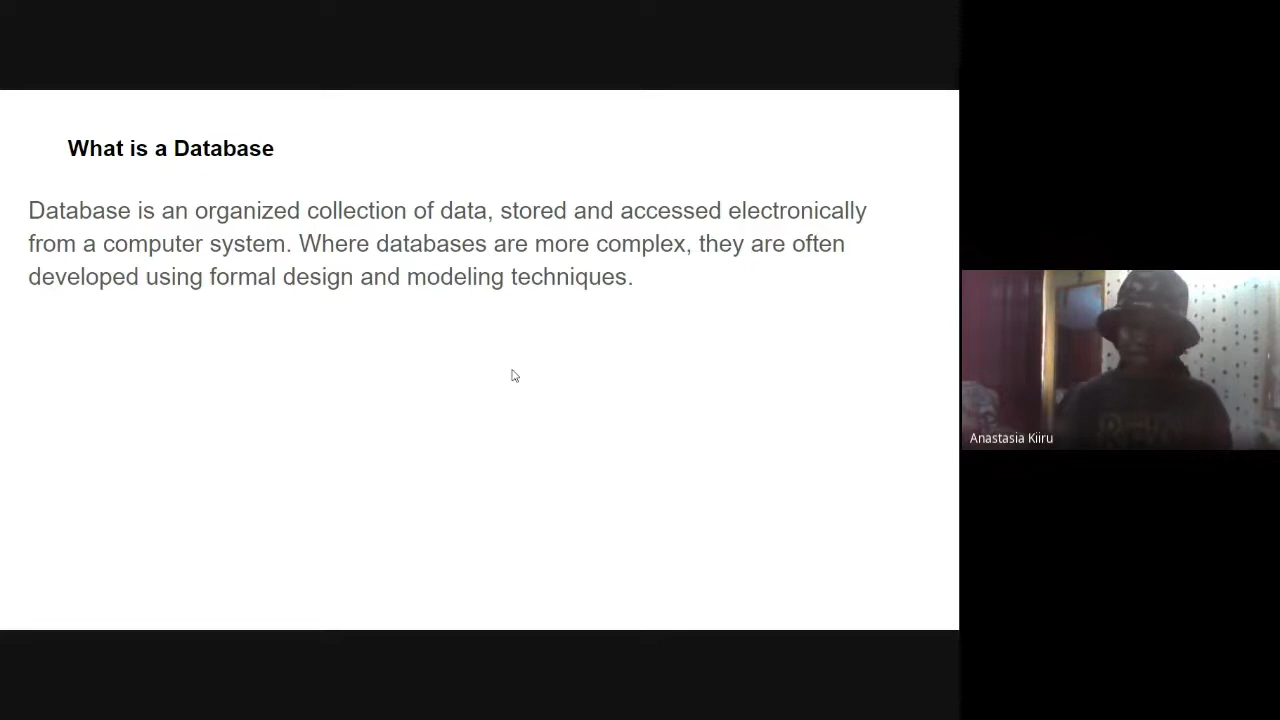 What is a Database
Database is an organized collection of data, stored and accessed electronically
from a computer system. Where databases are more complex, they are often
developed using formal design and modeling techniques.
Anastasia Kiiru